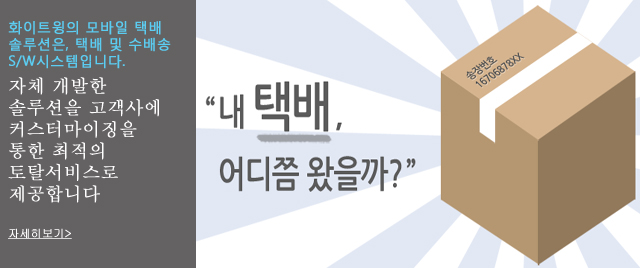 화이트윙의 모바일 택배
솔루션은, 택배 및 수배송
S/W시스템입니다.
자체 개발한
솔루션을 고객사에
커스터마이징을
통한 최적의
토탈서비스로
제공합니다
자세히보기>
“내 택배,
어디쯤 왔을까?”
송장번호
16706878XX